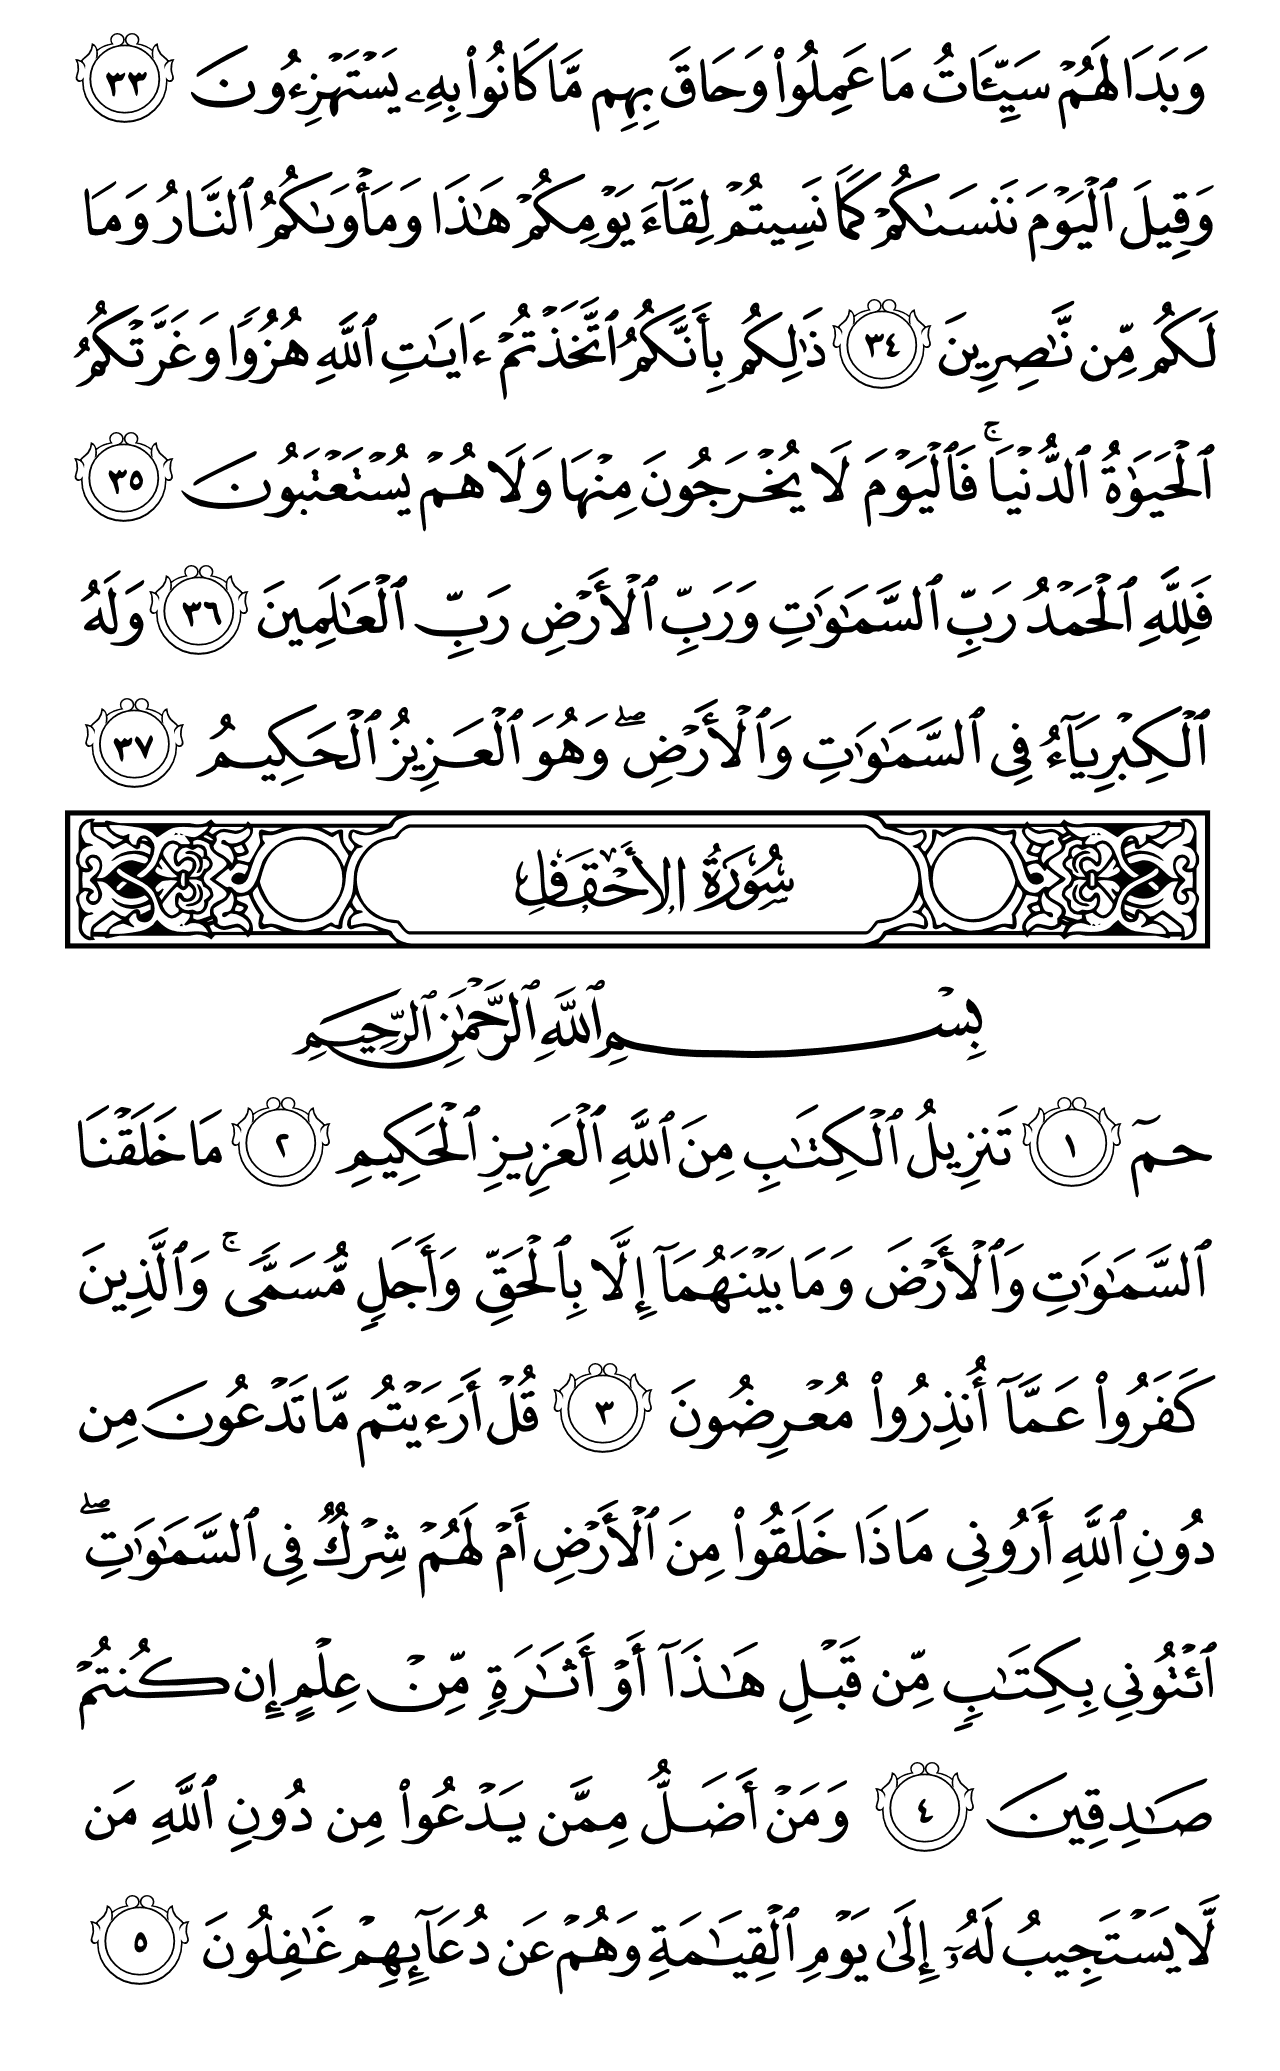 وَبَدَا لَهُمْ سَيِّـَٔاتُ مَا عَمِلُوا۟ وَحَاقَ بِهِم مَّا كَانُوا۟ بِهِۦ يَسْتَهْزِءُونَ ٣٣
وَقِيلَ ٱلْيَوْمَ نَنسَىٰكُمْ كَمَا نَسِيتُمْ لِقَآءَ يَوْمِكُمْ هَٰذَا وَمَأْوَىٰكُمُ ٱلنَّارُ وَمَا
لَكُم مِّن نَّٰصِرِينَ ٣٤ ذَٰلِكُم بِأَنَّكُمُ ٱتَّخَذْتُمْ ءَايَٰتِ ٱللَّهِ هُزُوًا وَغَرَّتْكُمُ
ٱلْحَيَوٰةُ ٱلدُّنْيَا ۚ فَٱلْيَوْمَ لَا يُخْرَجُونَ مِنْهَا وَلَا هُمْ يُسْتَعْتَبُونَ ٣٥
فَلِلَّهِ ٱلْحَمْدُ رَبِّ ٱلسَّمَٰوَٰتِ وَرَبِّ ٱلْأَرْضِ رَبِّ ٱلْعَٰلَمِينَ ٣٦ وَلَهُ
ٱلْكِبْرِيَآءُ فِى ٱلسَّمَٰوَٰتِ وَٱلْأَرْضِ ۖ وَهُوَ ٱلْعَزِيزُ ٱلْحَكِيمُ ٣٧
سُورَةُ الأَحْقَافِ
بِسْمِ ٱللَّهِ ٱلرَّحْمَٰنِ ٱلرَّحِيمِ
حمٓ ١ تَنزِيلُ ٱلْكِتَٰبِ مِنَ ٱللَّهِ ٱلْعَزِيزِ ٱلْحَكِيمِ ٢ مَا خَلَقْنَا
ٱلسَّمَٰوَٰتِ وَٱلْأَرْضَ وَمَا بَيْنَهُمَآ إِلَّا بِٱلْحَقِّ وَأَجَلٍ مُّسَمًّى ۚ وَٱلَّذِينَ
كَفَرُوا۟ عَمَّآ أُنذِرُوا۟ مُعْرِضُونَ ٣ قُلْ أَرَءَيْتُم مَّا تَدْعُونَ مِن
دُونِ ٱللَّهِ أَرُونِى مَاذَا خَلَقُوا۟ مِنَ ٱلْأَرْضِ أَمْ لَهُمْ شِرْكٌ فِى ٱلسَّمَٰوَٰتِ ۖ
ٱئْتُونِى بِكِتَٰبٍ مِّن قَبْلِ هَٰذَآ أَوْ أَثَٰرَةٍ مِّنْ عِلْمٍ إِن كُنتُمْ
صَٰدِقِينَ ٤ وَمَنْ أَضَلُّ مِمَّن يَدْعُوا۟ مِن دُونِ ٱللَّهِ مَن
لَّا يَسْتَجِيبُ لَهُۥٓ إِلَىٰ يَوْمِ ٱلْقِيَٰمَةِ وَهُمْ عَن دُعَآئِهِمْ غَٰفِلُونَ ٥